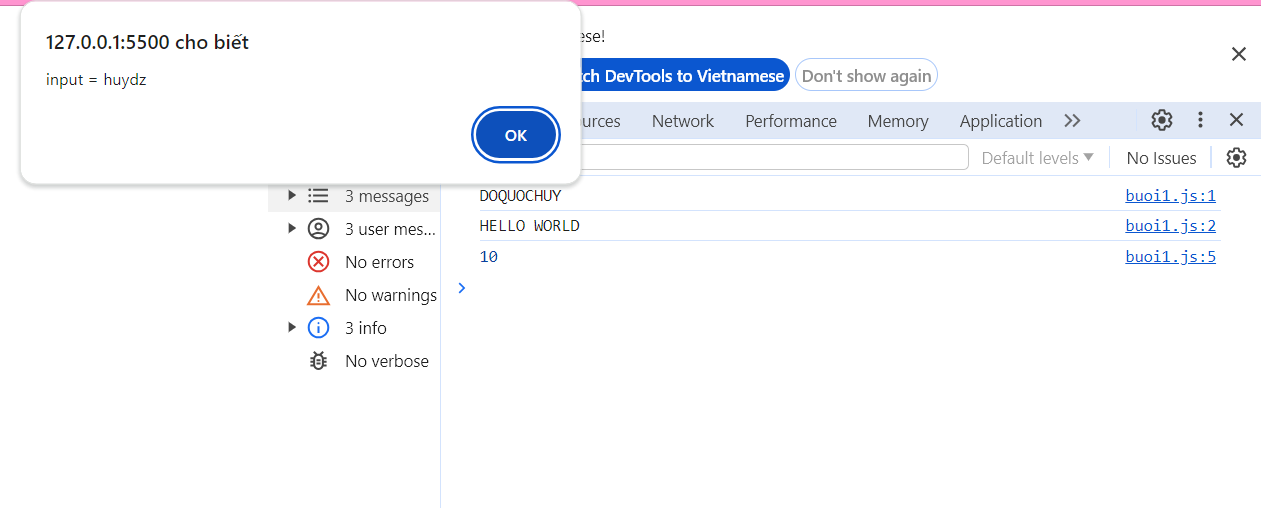 127.0.0.1:5500 cho biết
input = huydz
OK
ese!
tch DevTools to Vietnamese
Don't show again
ources
Network
Performance
Memory
Application
Default levels
No Issues
3 messages
3 user mes...
No errors
No warnings
3 info
No verbose
DOQUOCHUY
buoi1.js:1
HELLO WORLD
buoi1.js:2
10
buoi1.js:5